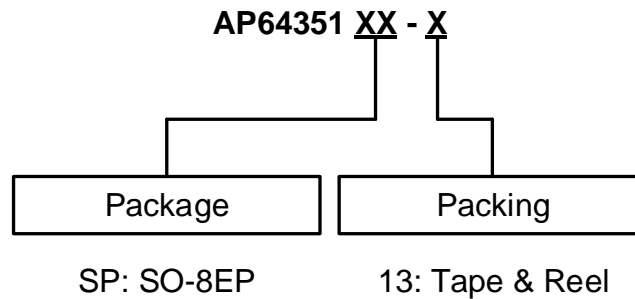 AP64351 XX - X
Package
Packing
SP: SO-8EP
13: Tape & Reel